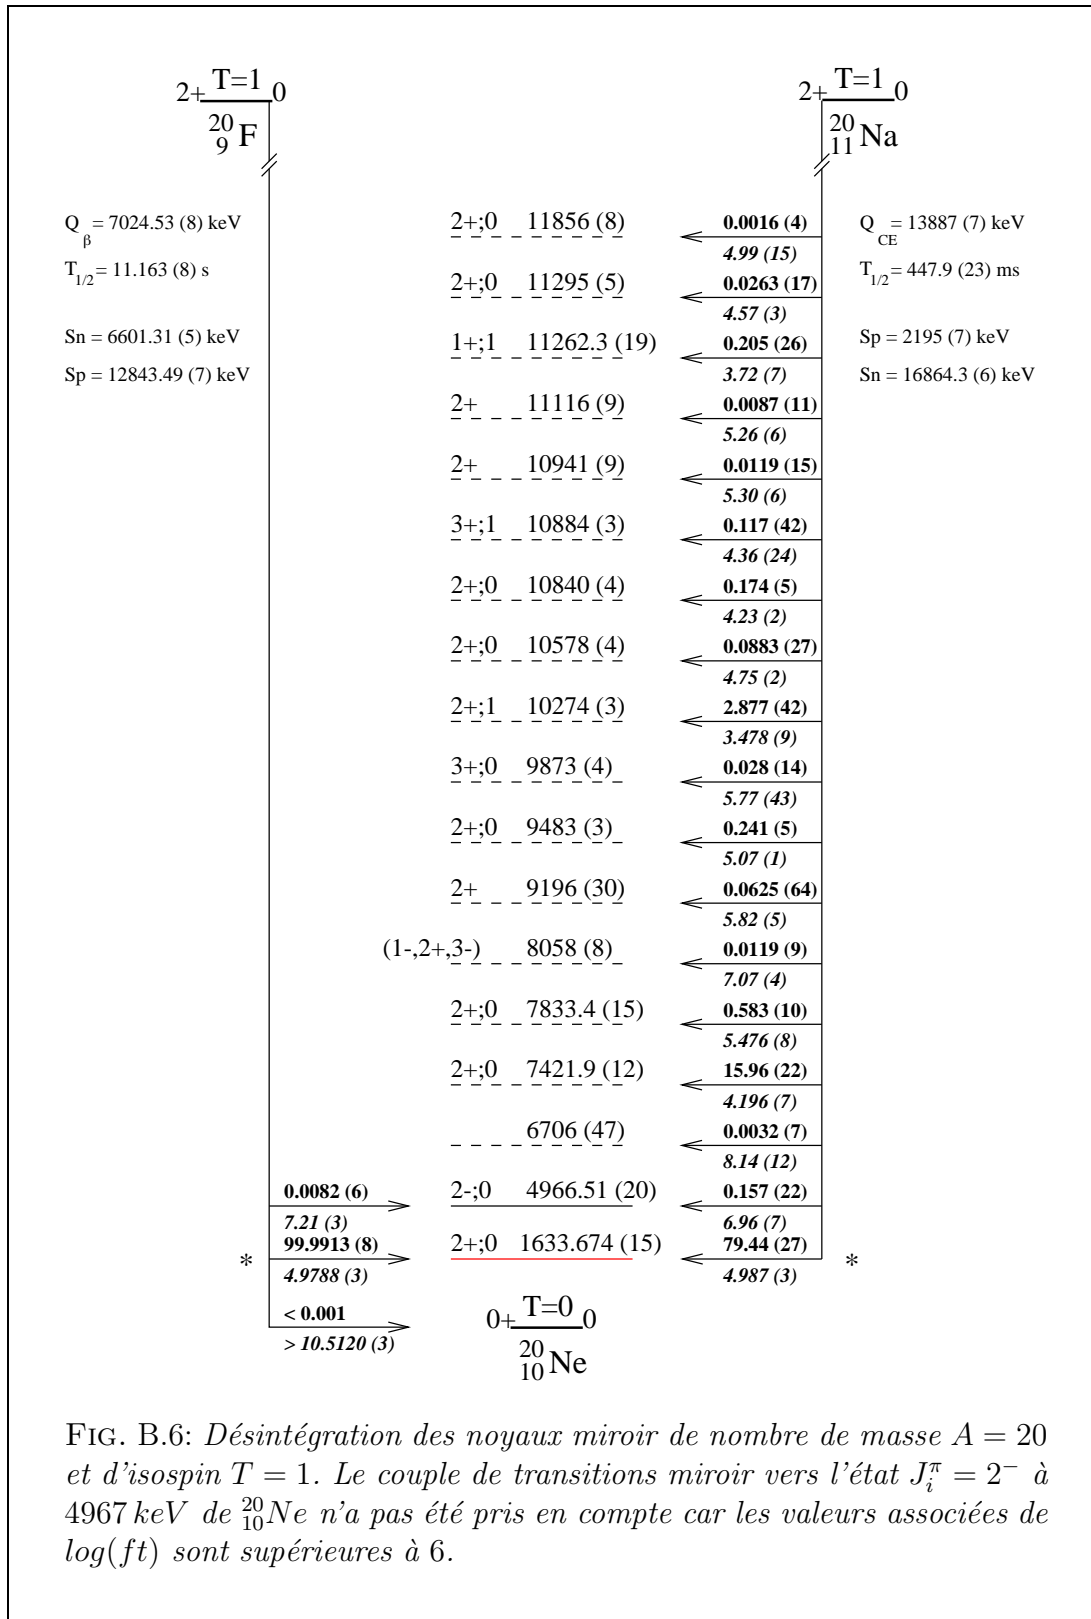 2+ T=1 0
20 9 F
2+ T=1 0
20 11 Na
Qβ = 7024.53 (8) keV
T1/2 = 11.163 (8) s
Sn = 6601.31 (5) keV
Sp = 12843.49 (7) keV
QCE = 13887 (7) keV
T1/2 = 447.9 (23) ms
Sp = 2195 (7) keV
Sn = 16864.3 (6) keV
2+;0 11856 (8) 0.0016 (4)
4.99 (15)
2+;0 11295 (5) 0.0263 (17)
4.57 (3)
1+;1 11262.3 (19) 0.205 (26)
3.72 (7)
2+ 11116 (9) 0.0087 (11)
5.26 (6)
2+ 10941 (9) 0.0119 (15)
5.30 (6)
3+;1 10884 (3) 0.117 (42)
4.36 (24)
2+;0 10840 (4) 0.174 (5)
4.23 (2)
2+;0 10578 (4) 0.0883 (27)
4.75 (2)
2+;1 10274 (3) 2.877 (42)
3.478 (9)
3+;0 9873 (4) 0.028 (14)
5.77 (43)
2+;0 9483 (3) 0.241 (5)
5.07 (1)
2+ 9196 (30) 0.0625 (64)
5.82 (5)
(1-,2+,3-) 8058 (8) 0.0119 (9)
7.07 (4)
2+;0 7833.4 (15) 0.583 (10)
5.476 (8)
2+;0 7421.9 (12) 15.96 (22)
4.196 (7)
6706 (47) 0.0032 (7)
8.14 (12)
0.0082 (6) 2-;0 4966.51 (20) 0.157 (22)
7.21 (3) 6.96 (7)
* 99.9913 (8) 2+;0 1633.674 (15) 79.44 (27) *
4.9788 (3) 4.987 (3)
< 0.001
> 10.5120 (3)
0+ T=0 0
20 10 Ne
FIG. B.6: Désintégration des noyaux miroir de nombre de masse A = 20
et d'isospin T = 1. Le couple de transitions miroir vers l'état J_i^π = 2⁻ à
4967 keV de 20 10 Ne n'a pas été pris en compte car les valeurs associées de
log(ft) sont supérieures à 6.